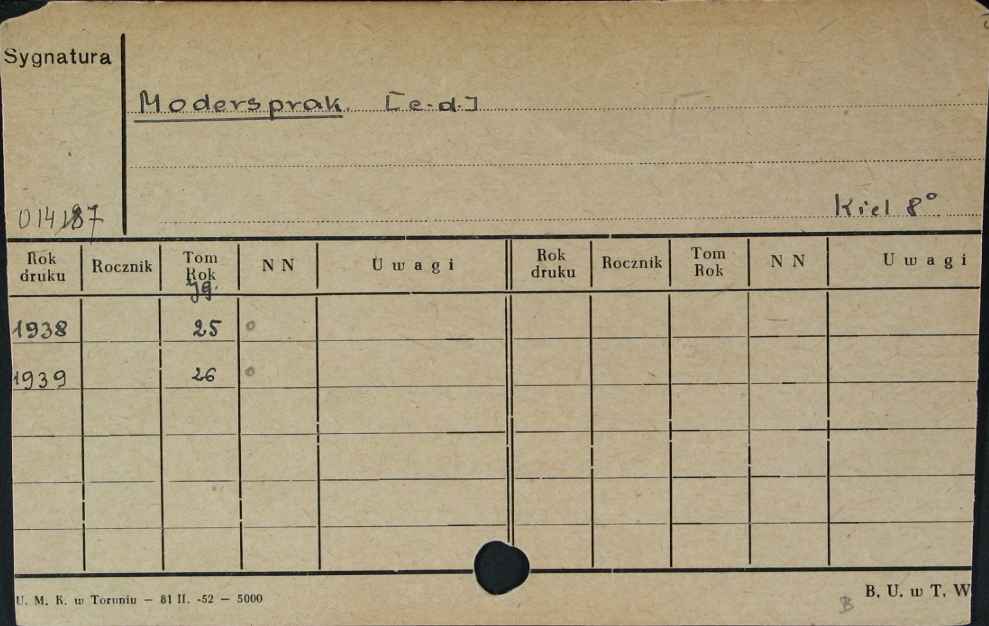 Sygnatura
Modersprak. [e.d.]
Kiel 8°
Rok druku Rocznik Tom Rok N N Uwagi Rok druku Rocznik Tom Rok N N Uwagi
Jg.
1938 25 o
1939 26 o
U. M. K. w Toruniu — 81 II. -52 — 5000
B. U. w T. W
B